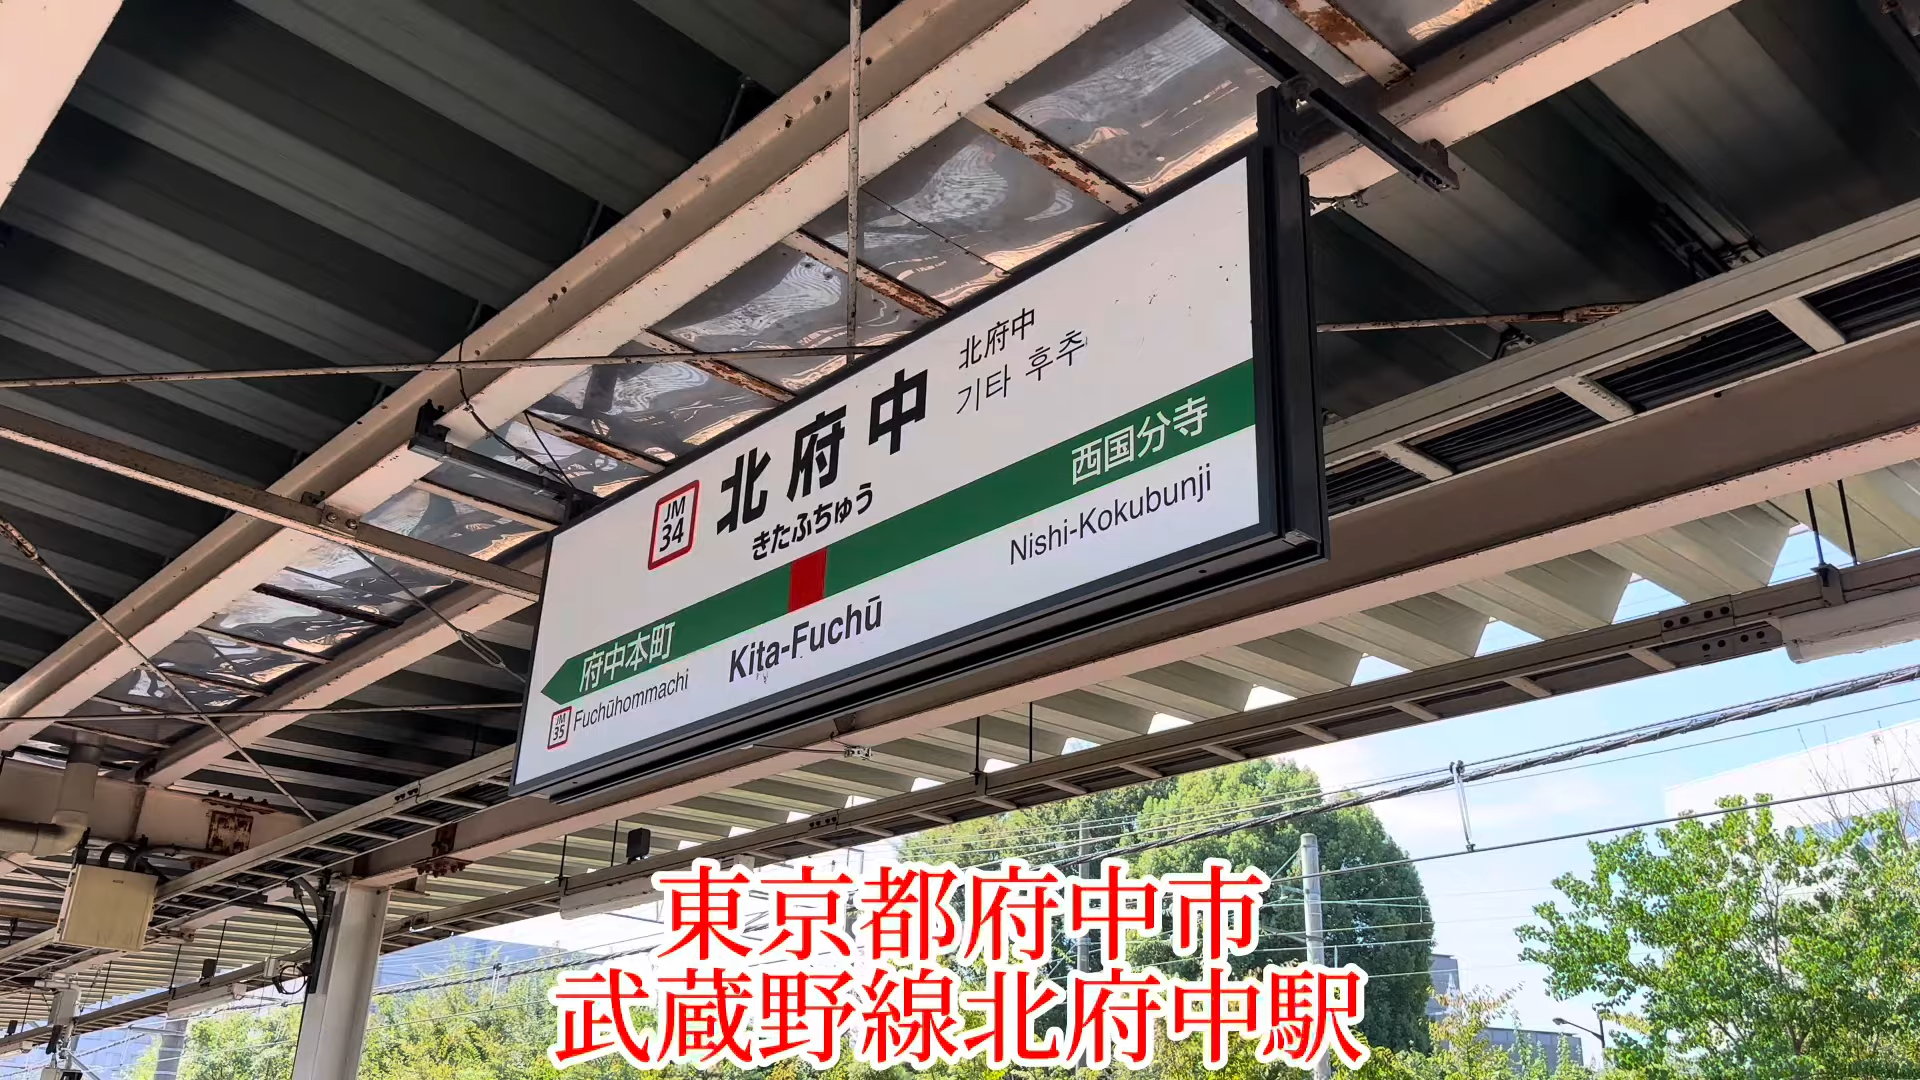 北府中
기타 후추
JM
34
北府中
きたふちゅう
西国分寺
Nishi-Kokubunji
府中本町
Kita-Fuchū
JM
35
Fuchūhommachi
東京都府中市
武蔵野線北府中駅